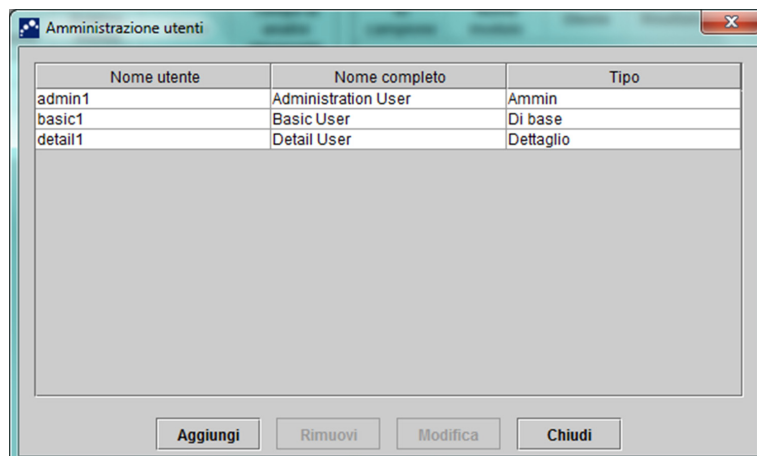 Amministrazione utenti
Nome utente Nome completo Tipo
admin1 Administration User Ammin
basic1 Basic User Di base
detail1 Detail User Dettaglio
Aggiungi Rimuovi Modifica Chiudi